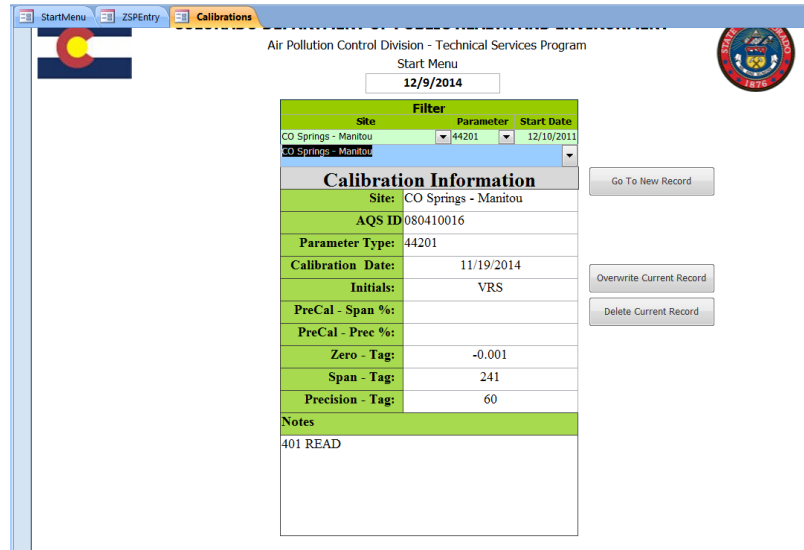 StartMenu ZSPEntry Calibrations
Air Pollution Control Division - Technical Services Program
Start Menu
12/9/2014
STATE
1876
Filter
Site Parameter Start Date
CO Springs - Manitou 44201 12/10/2011
CO Springs - Manitou
Calibration Information
Go To New Record
Site: CO Springs - Manitou
AQS ID 080410016
Parameter Type: 44201
Calibration Date: 11/19/2014
Overwrite Current Record
Initials: VRS
PreCal - Span %:
Delete Current Record
PreCal - Prec %:
Zero - Tag: -0.001
Span - Tag: 241
Precision - Tag: 60
Notes
401 READ